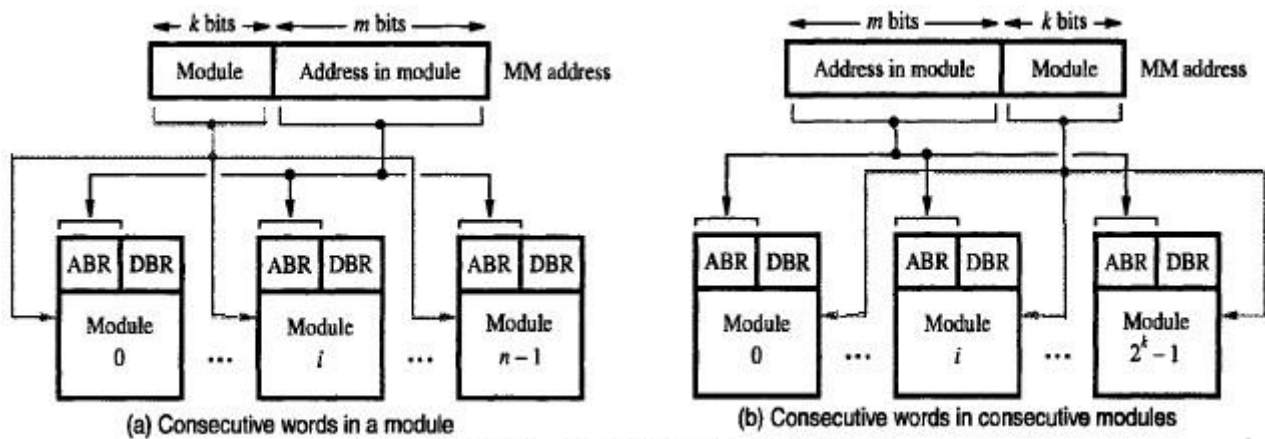 k bits m bits
Module Address in module MM address
ABR DBR ABR DBR ABR DBR
Module Module Module
0 ... i ... n – 1
(a) Consecutive words in a module
m bits k bits
Address in module Module MM address
ABR DBR ABR DBR ABR DBR
Module Module Module
0 ... i ... 2^k – 1
(b) Consecutive words in consecutive modules